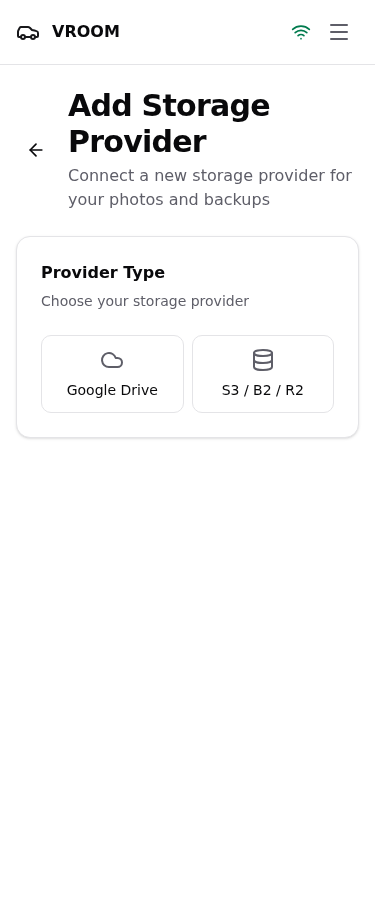 VROOM
Add Storage
Provider
Connect a new storage provider for
your photos and backups
Provider Type
Choose your storage provider
Google Drive
S3 / B2 / R2